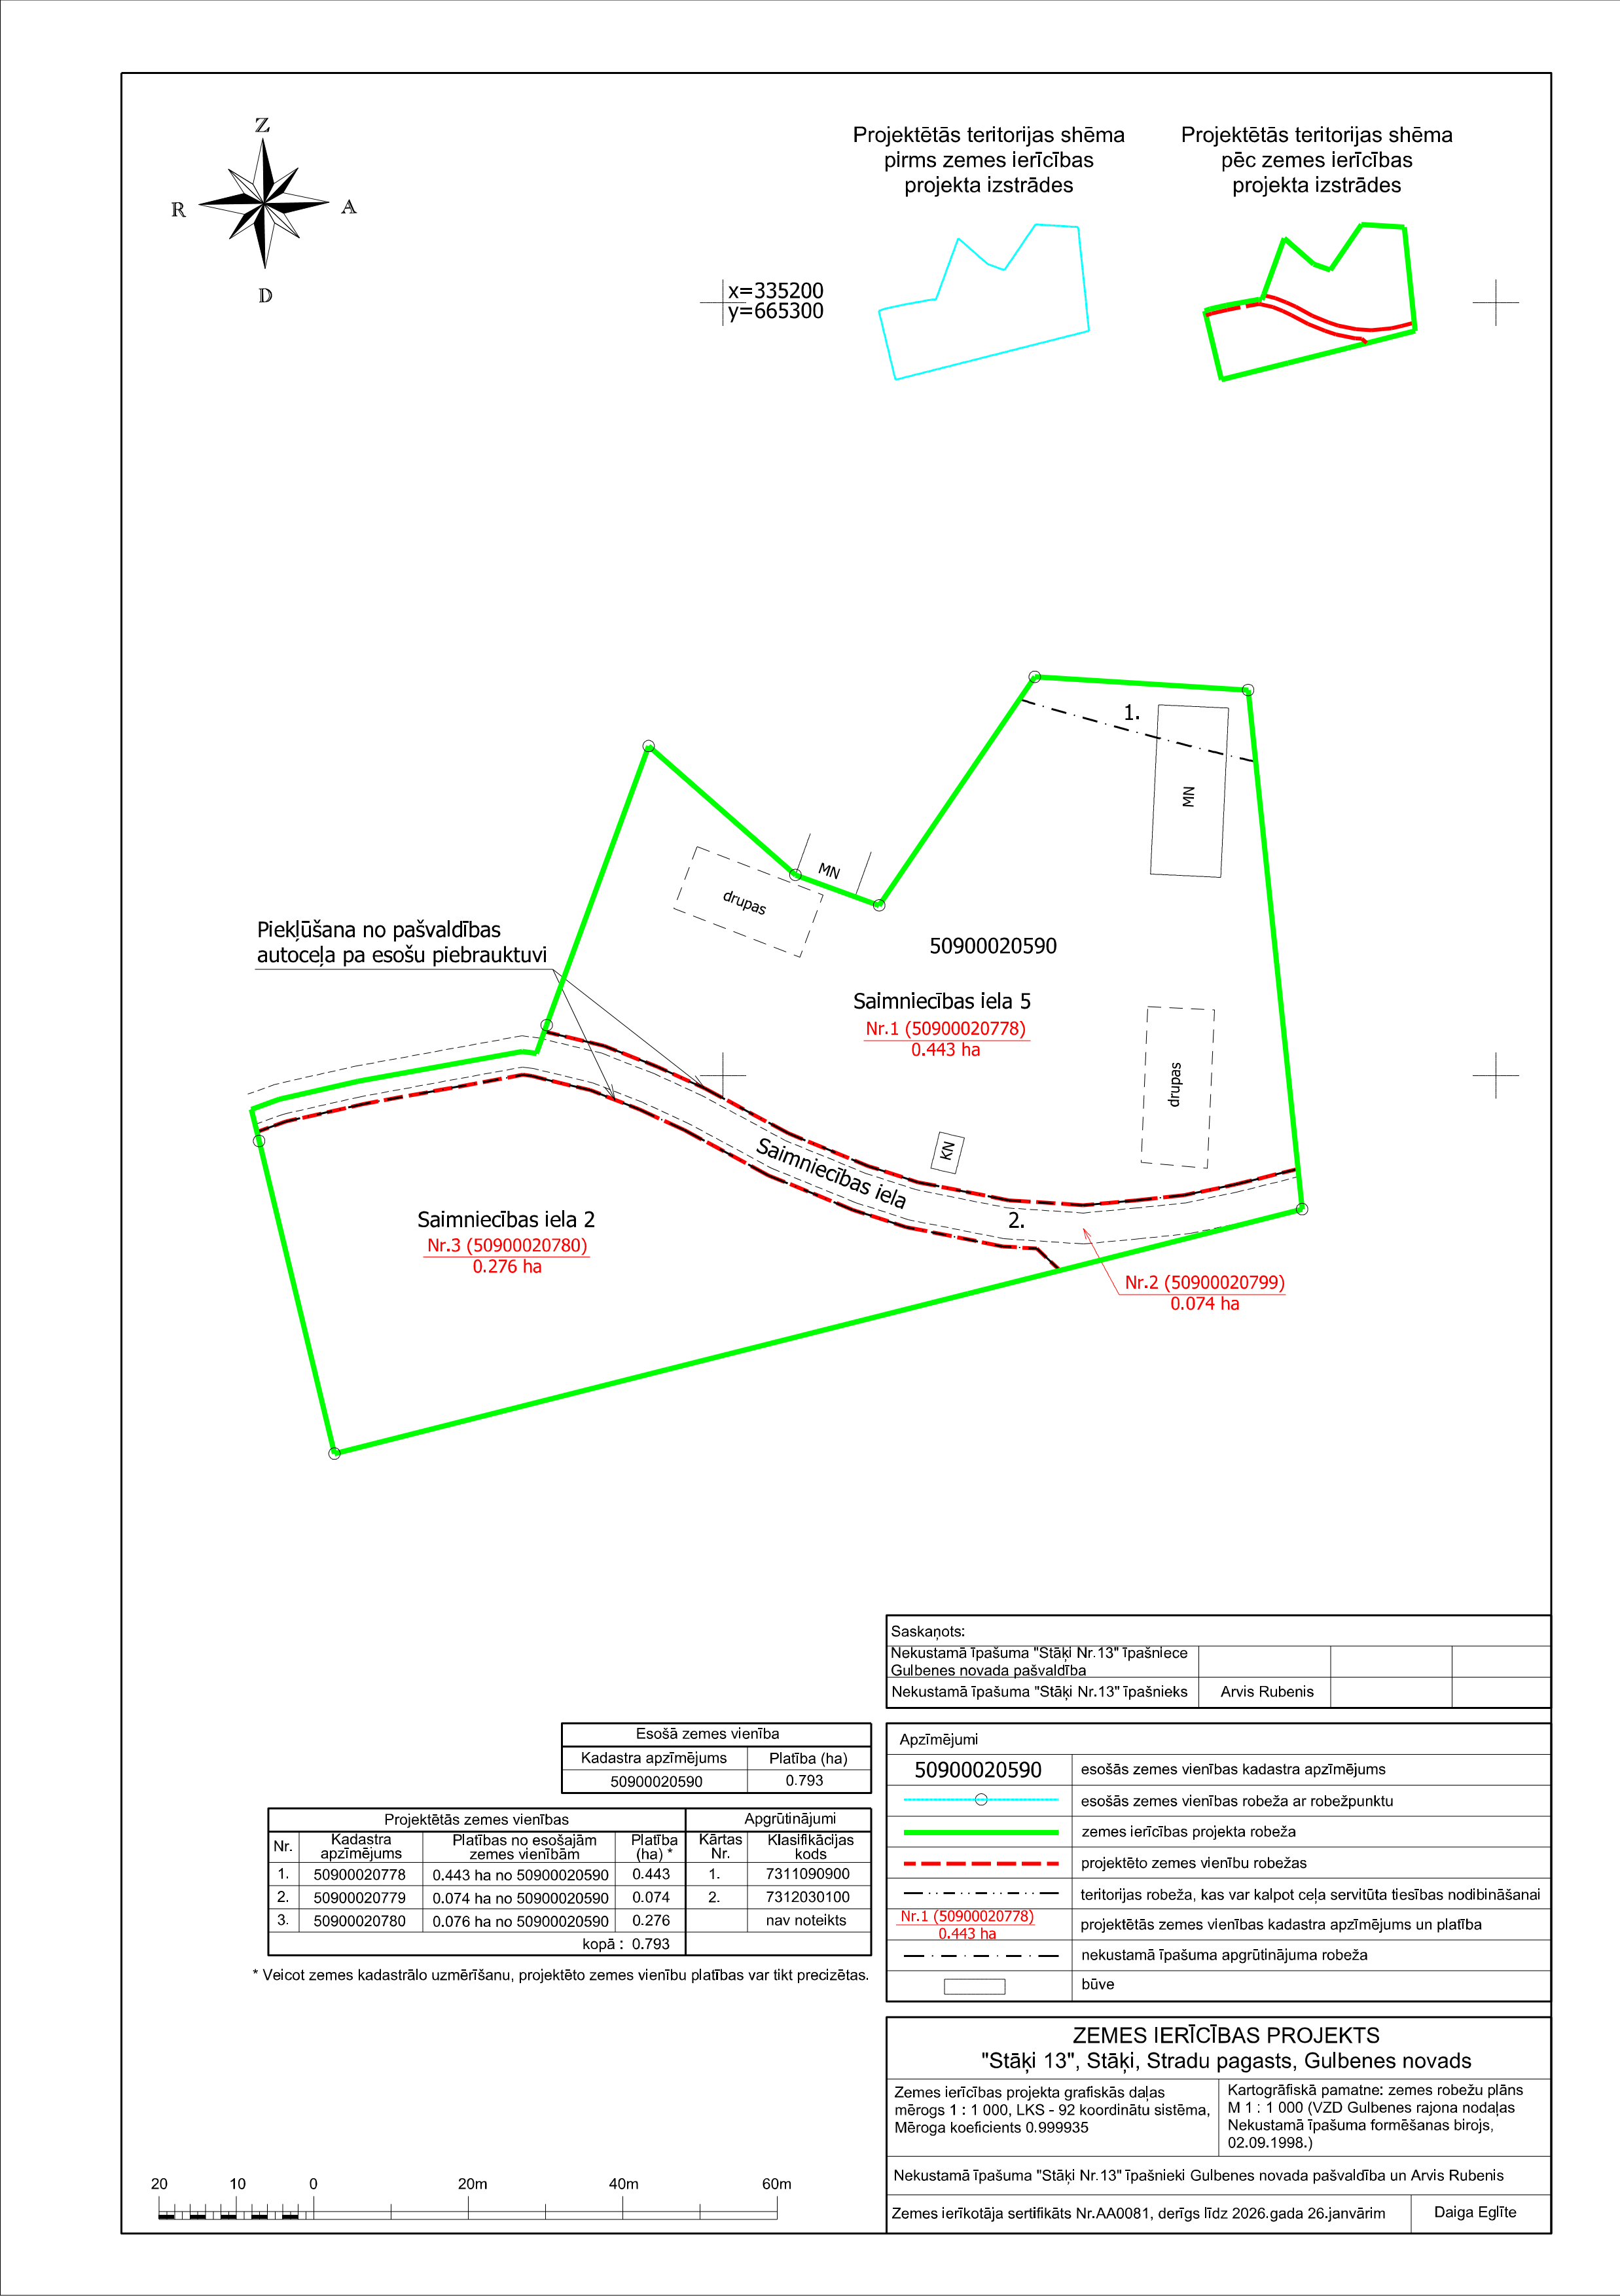 Z
R
A
D
Projektētās teritorijas shēma
pirms zemes ierīcības
projekta izstrādes
Projektētās teritorijas shēma
pēc zemes ierīcības
projekta izstrādes
x=335200
y=665300
1.
MN
MN
drupas
Piekļūšana no pašvaldības
autoceļa pa esošu piebrauktuvi
50900020590
Saimniecības iela 5
Nr.1 (50900020778)
0.443 ha
drupas
KN
Saimniecības iela
2.
Saimniecības iela 2
Nr.3 (50900020780)
0.276 ha
Nr.2 (50900020799)
0.074 ha
Saskaņots:
Nekustamā īpašuma "Stāķi Nr.13" īpašniece
Gulbenes novada pašvaldība
Nekustamā īpašuma "Stāķi Nr.13" īpašnieks Arvis Rubenis
Esošā zemes vienība
Kadastra apzīmējums Platība (ha)
50900020590 0.793
Projektētās zemes vienības Apgrūtinājumi
Nr. Kadastra apzīmējums Platības no esošajām zemes vienībām Platība (ha) * Kārtas Nr. Klasifikācijas kods
1. 50900020778 0.443 ha no 50900020590 0.443 1. 7311090900
2. 50900020779 0.074 ha no 50900020590 0.074 2. 7312030100
3. 50900020780 0.076 ha no 50900020590 0.276 nav noteikts
kopā : 0.793
* Veicot zemes kadastrālo uzmērīšanu, projektēto zemes vienību platības var tikt precizētas.
Apzīmējumi
50900020590 esošās zemes vienības kadastra apzīmējums
esošās zemes vienības robeža ar robežpunktu
zemes ierīcības projekta robeža
projektēto zemes vienību robežas
teritorijas robeža, kas var kalpot ceļa servitūta tiesības nodibināšanai
Nr.1 (50900020778)
0.443 ha
projektētās zemes vienības kadastra apzīmējums un platība
nekustamā īpašuma apgrūtinājuma robeža
būve
ZEMES IERĪCĪBAS PROJEKTS
"Stāķi 13", Stāķi, Stradu pagasts, Gulbenes novads
Zemes ierīcības projekta grafiskās daļas
mērogs 1 : 1 000, LKS - 92 koordinātu sistēma,
Mēroga koeficients 0.999935
Kartogrāfiskā pamatne: zemes robežu plāns
M 1 : 1 000 (VZD Gulbenes rajona nodaļas
Nekustamā īpašuma formēšanas birojs,
02.09.1998.)
Nekustamā īpašuma "Stāķi Nr.13" īpašnieki Gulbenes novada pašvaldība un Arvis Rubenis
Zemes ierīkotāja sertifikāts Nr.AA0081, derīgs līdz 2026.gada 26.janvārim Daiga Eglīte
20 10 0 20m 40m 60m